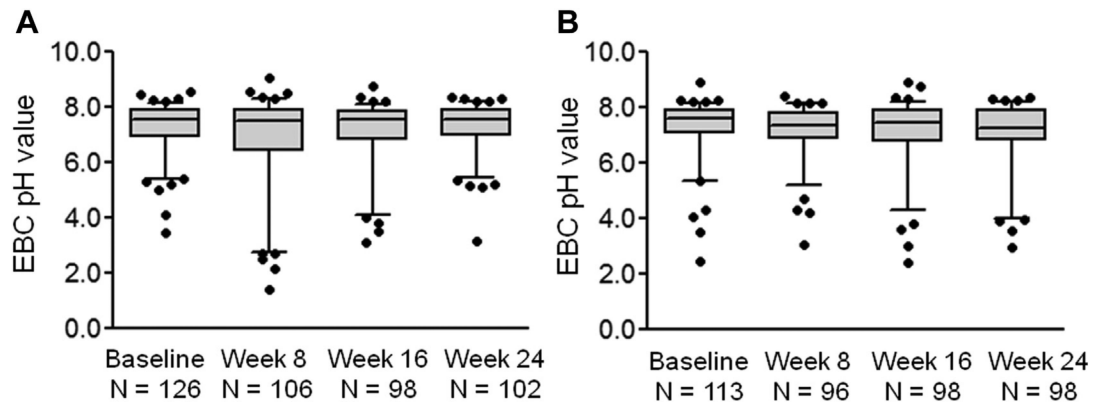 A
EBC pH value
10.0
8.0
6.0
4.0
2.0
0.0
Baseline Week 8 Week 16 Week 24
N = 126 N = 106 N = 98 N = 102
B
EBC pH value
10.0
8.0
6.0
4.0
2.0
0.0
Baseline Week 8 Week 16 Week 24
N = 113 N = 96 N = 98 N = 98